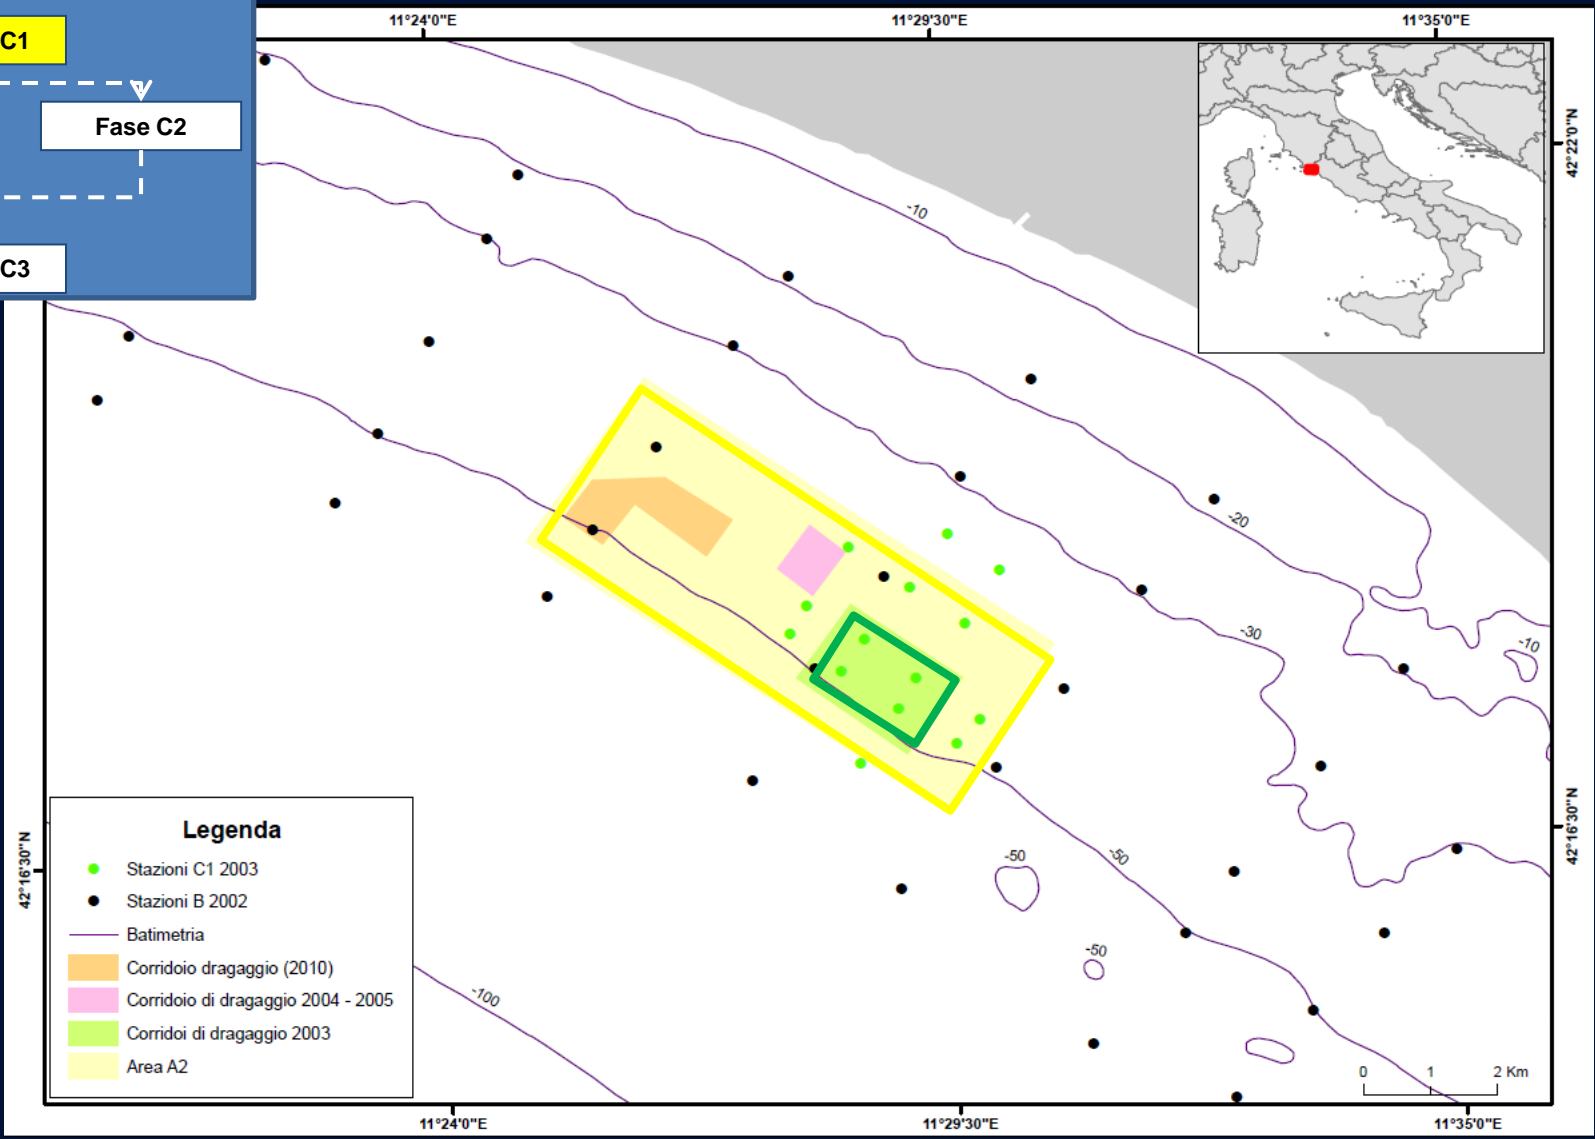 C1
Fase C2
C3
11°24'0"E
11°29'30"E
11°35'0"E
42°22'0"N
-10
-20
-30
-10
-50
-50
-50
-100
42°16'30"N
42°16'30"N
Legenda
Stazioni C1 2003
Stazioni B 2002
Batimetria
Corridoio dragaggio (2010)
Corridoio di dragaggio 2004 - 2005
Corridoi di dragaggio 2003
Area A2
0 1 2 Km
11°24'0"E
11°29'30"E
11°35'0"E